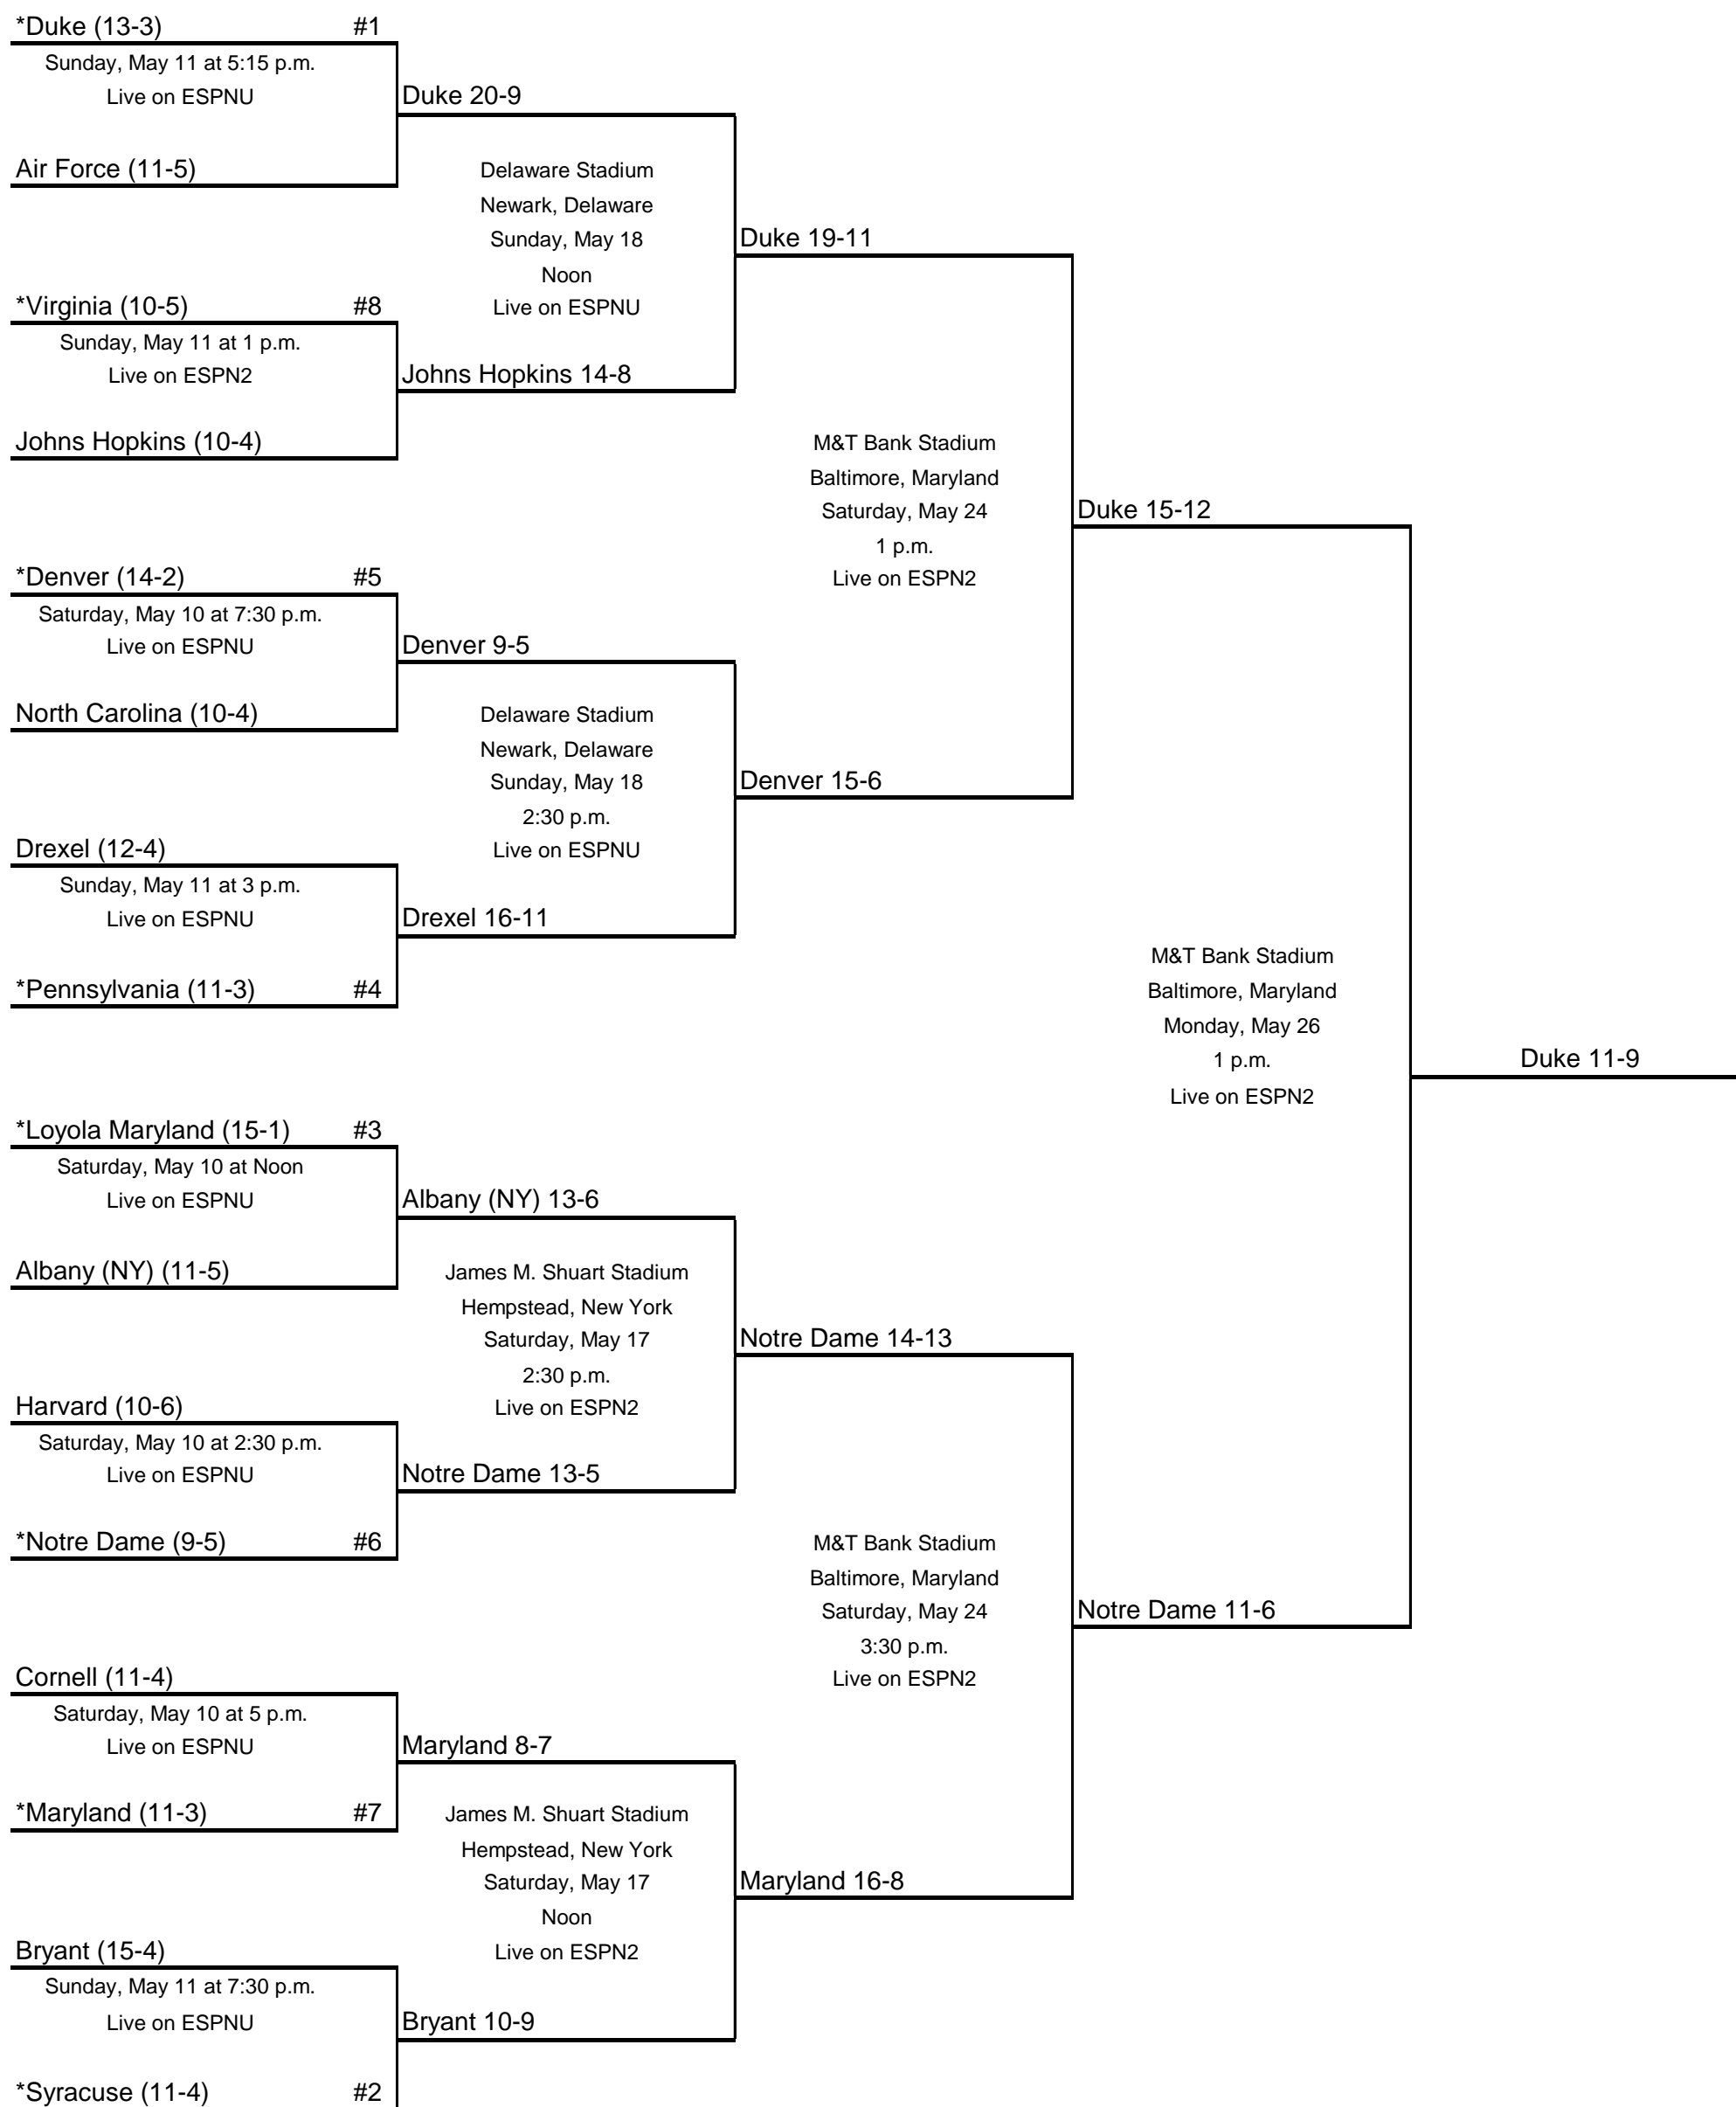 *Duke (13-3) #1
Sunday, May 11 at 5:15 p.m.
Live on ESPNU
Air Force (11-5)
*Virginia (10-5) #8
Sunday, May 11 at 1 p.m.
Live on ESPN2
Johns Hopkins (10-4)
*Denver (14-2) #5
Saturday, May 10 at 7:30 p.m.
Live on ESPNU
North Carolina (10-4)
Drexel (12-4)
Sunday, May 11 at 3 p.m.
Live on ESPNU
*Pennsylvania (11-3) #4
*Loyola Maryland (15-1) #3
Saturday, May 10 at Noon
Live on ESPNU
Albany (NY) (11-5)
Harvard (10-6)
Saturday, May 10 at 2:30 p.m.
Live on ESPNU
*Notre Dame (9-5) #6
Cornell (11-4)
Saturday, May 10 at 5 p.m.
Live on ESPNU
*Maryland (11-3) #7
Bryant (15-4)
Sunday, May 11 at 7:30 p.m.
Live on ESPNU
*Syracuse (11-4) #2
Duke 20-9
Delaware Stadium
Newark, Delaware
Sunday, May 18
Noon
Live on ESPNU
Johns Hopkins 14-8
Denver 9-5
Delaware Stadium
Newark, Delaware
Sunday, May 18
2:30 p.m.
Live on ESPNU
Drexel 16-11
Albany (NY) 13-6
James M. Shuart Stadium
Hempstead, New York
Saturday, May 17
2:30 p.m.
Live on ESPN2
Notre Dame 13-5
Maryland 8-7
James M. Shuart Stadium
Hempstead, New York
Saturday, May 17
Noon
Live on ESPN2
Bryant 10-9
Duke 19-11
M&T Bank Stadium
Baltimore, Maryland
Saturday, May 24
1 p.m.
Live on ESPN2
Denver 15-6
Notre Dame 14-13
M&T Bank Stadium
Baltimore, Maryland
Saturday, May 24
3:30 p.m.
Live on ESPN2
Maryland 16-8
Duke 15-12
M&T Bank Stadium
Baltimore, Maryland
Monday, May 26
1 p.m.
Live on ESPN2
Notre Dame 11-6
Duke 11-9